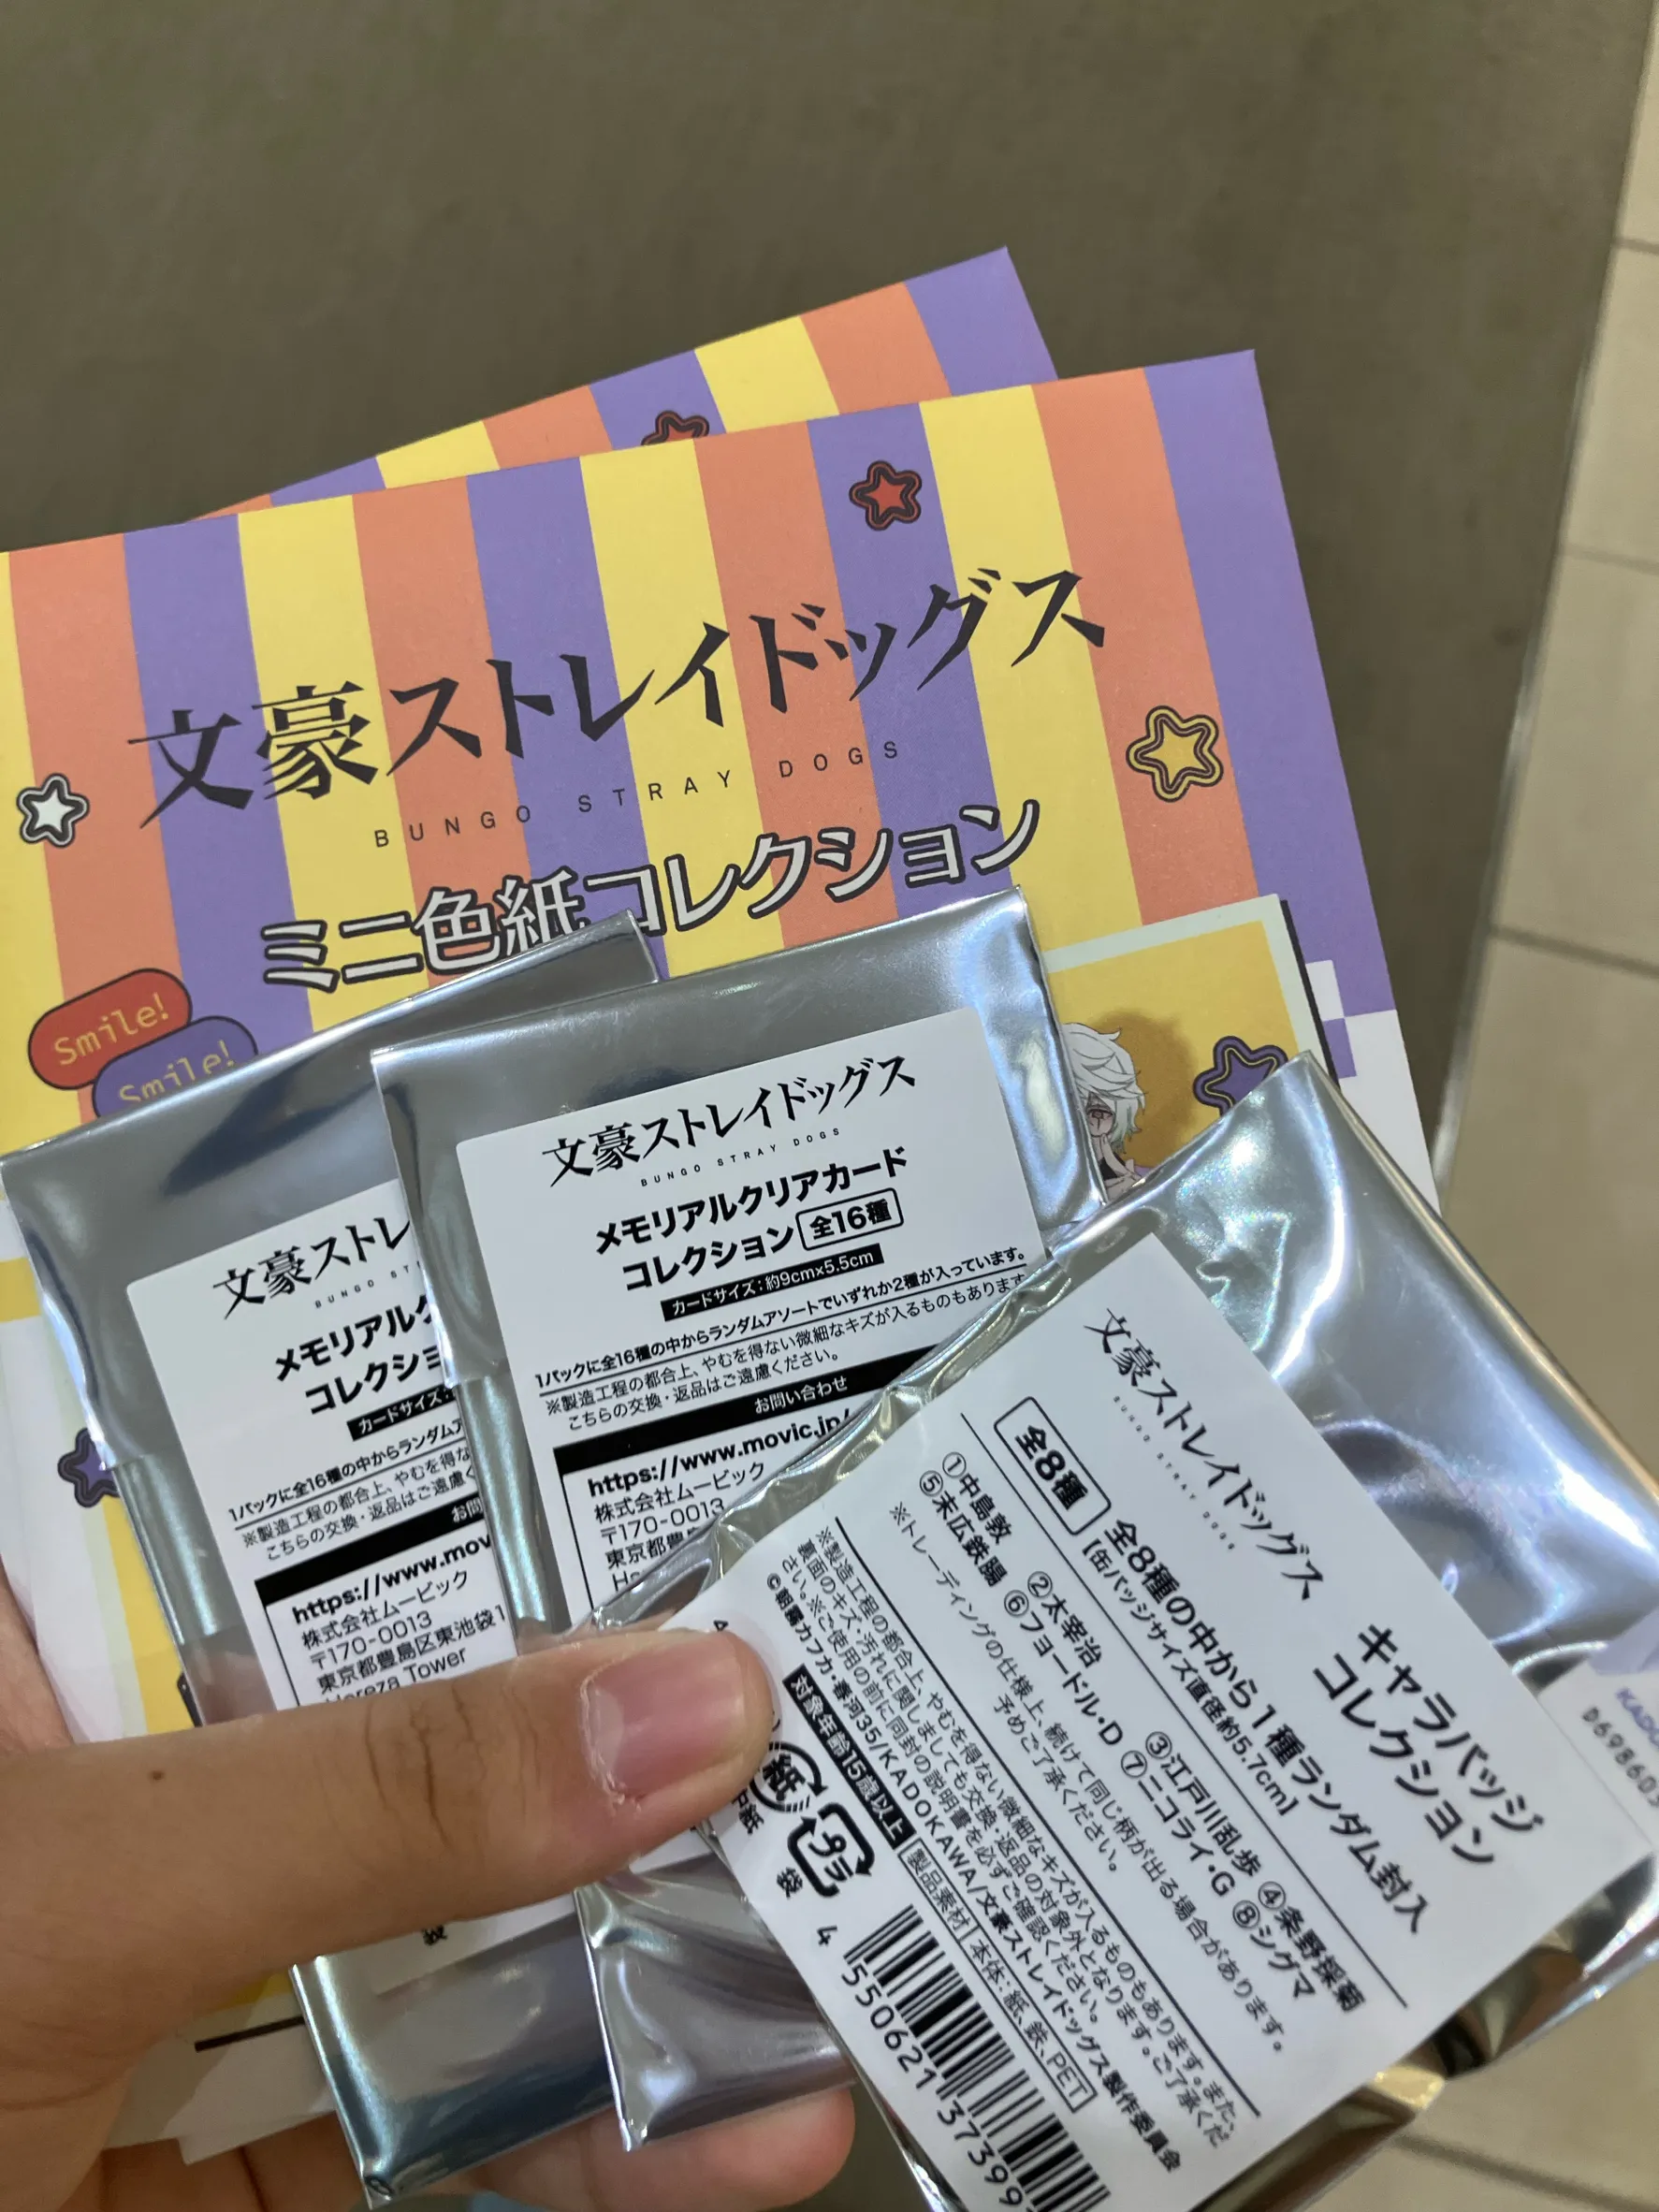 文豪ストレイドッグス
BUNGO STRAY DOGS
ミニ色紙コレクション
Smile!
Smile!
文豪ストレ
BUNGO ST
メモリアルク
コレクショ
カードサイズ:
1パックに全16種の中からランダムア
※製造工程の都合上、やむを得な
こちらの交換・返品はご遠慮く
お問
https://www.mov
株式会社ムービック
〒170-0013
東京都豊島区東池袋1
Hareza Tower
文豪ストレイドッグス
BUNGO STRAY DOGS
メモリアルクリアカード
コレクション 全16種
カードサイズ:約9cm×5.5cm
1パックに全16種の中からランダムアソートでいずれか2種が入っています。
※製造工程の都合上、やむを得ない微細なキズが入るものもあります
こちらの交換・返品はご遠慮ください。
お問い合わせ
https://www.movic.jp/
株式会社ムービック
〒170-0013
東京都豊
Ha
文豪ストレイドッグス
BUNGO STRAY DOGS
キャラバッジ
コレクション
全8種
全8種の中から1種ランダム封入
【缶バッジサイズ直径約5.7cm】
①中島敦 ②太宰治 ③江戸川乱歩 ④条野採菊
⑤末広鉄腸 ⑥フョードル・D ⑦ニコライ・G ⑧シグマ
※トレーディングの仕様上、続けて同じ柄が出る場合があります。
予めご了承ください。
※製造工程の都合上、やむを得ない微細なキズが入るものもあります。また、
裏面のキズ・汚れに関しましても交換・返品の対象外となります。ご了承くだ
さい。※ご使用の前に同封の説明書を必ずご確認ください。
©朝霧カフカ・春河35/KADOKAWA/文豪ストレイドッグス製作委員会
対象年齢15歳以上
製品素材 本体:紙、鉄、PET
紙
プラ
袋
4 550621 37399
KADO
D698603